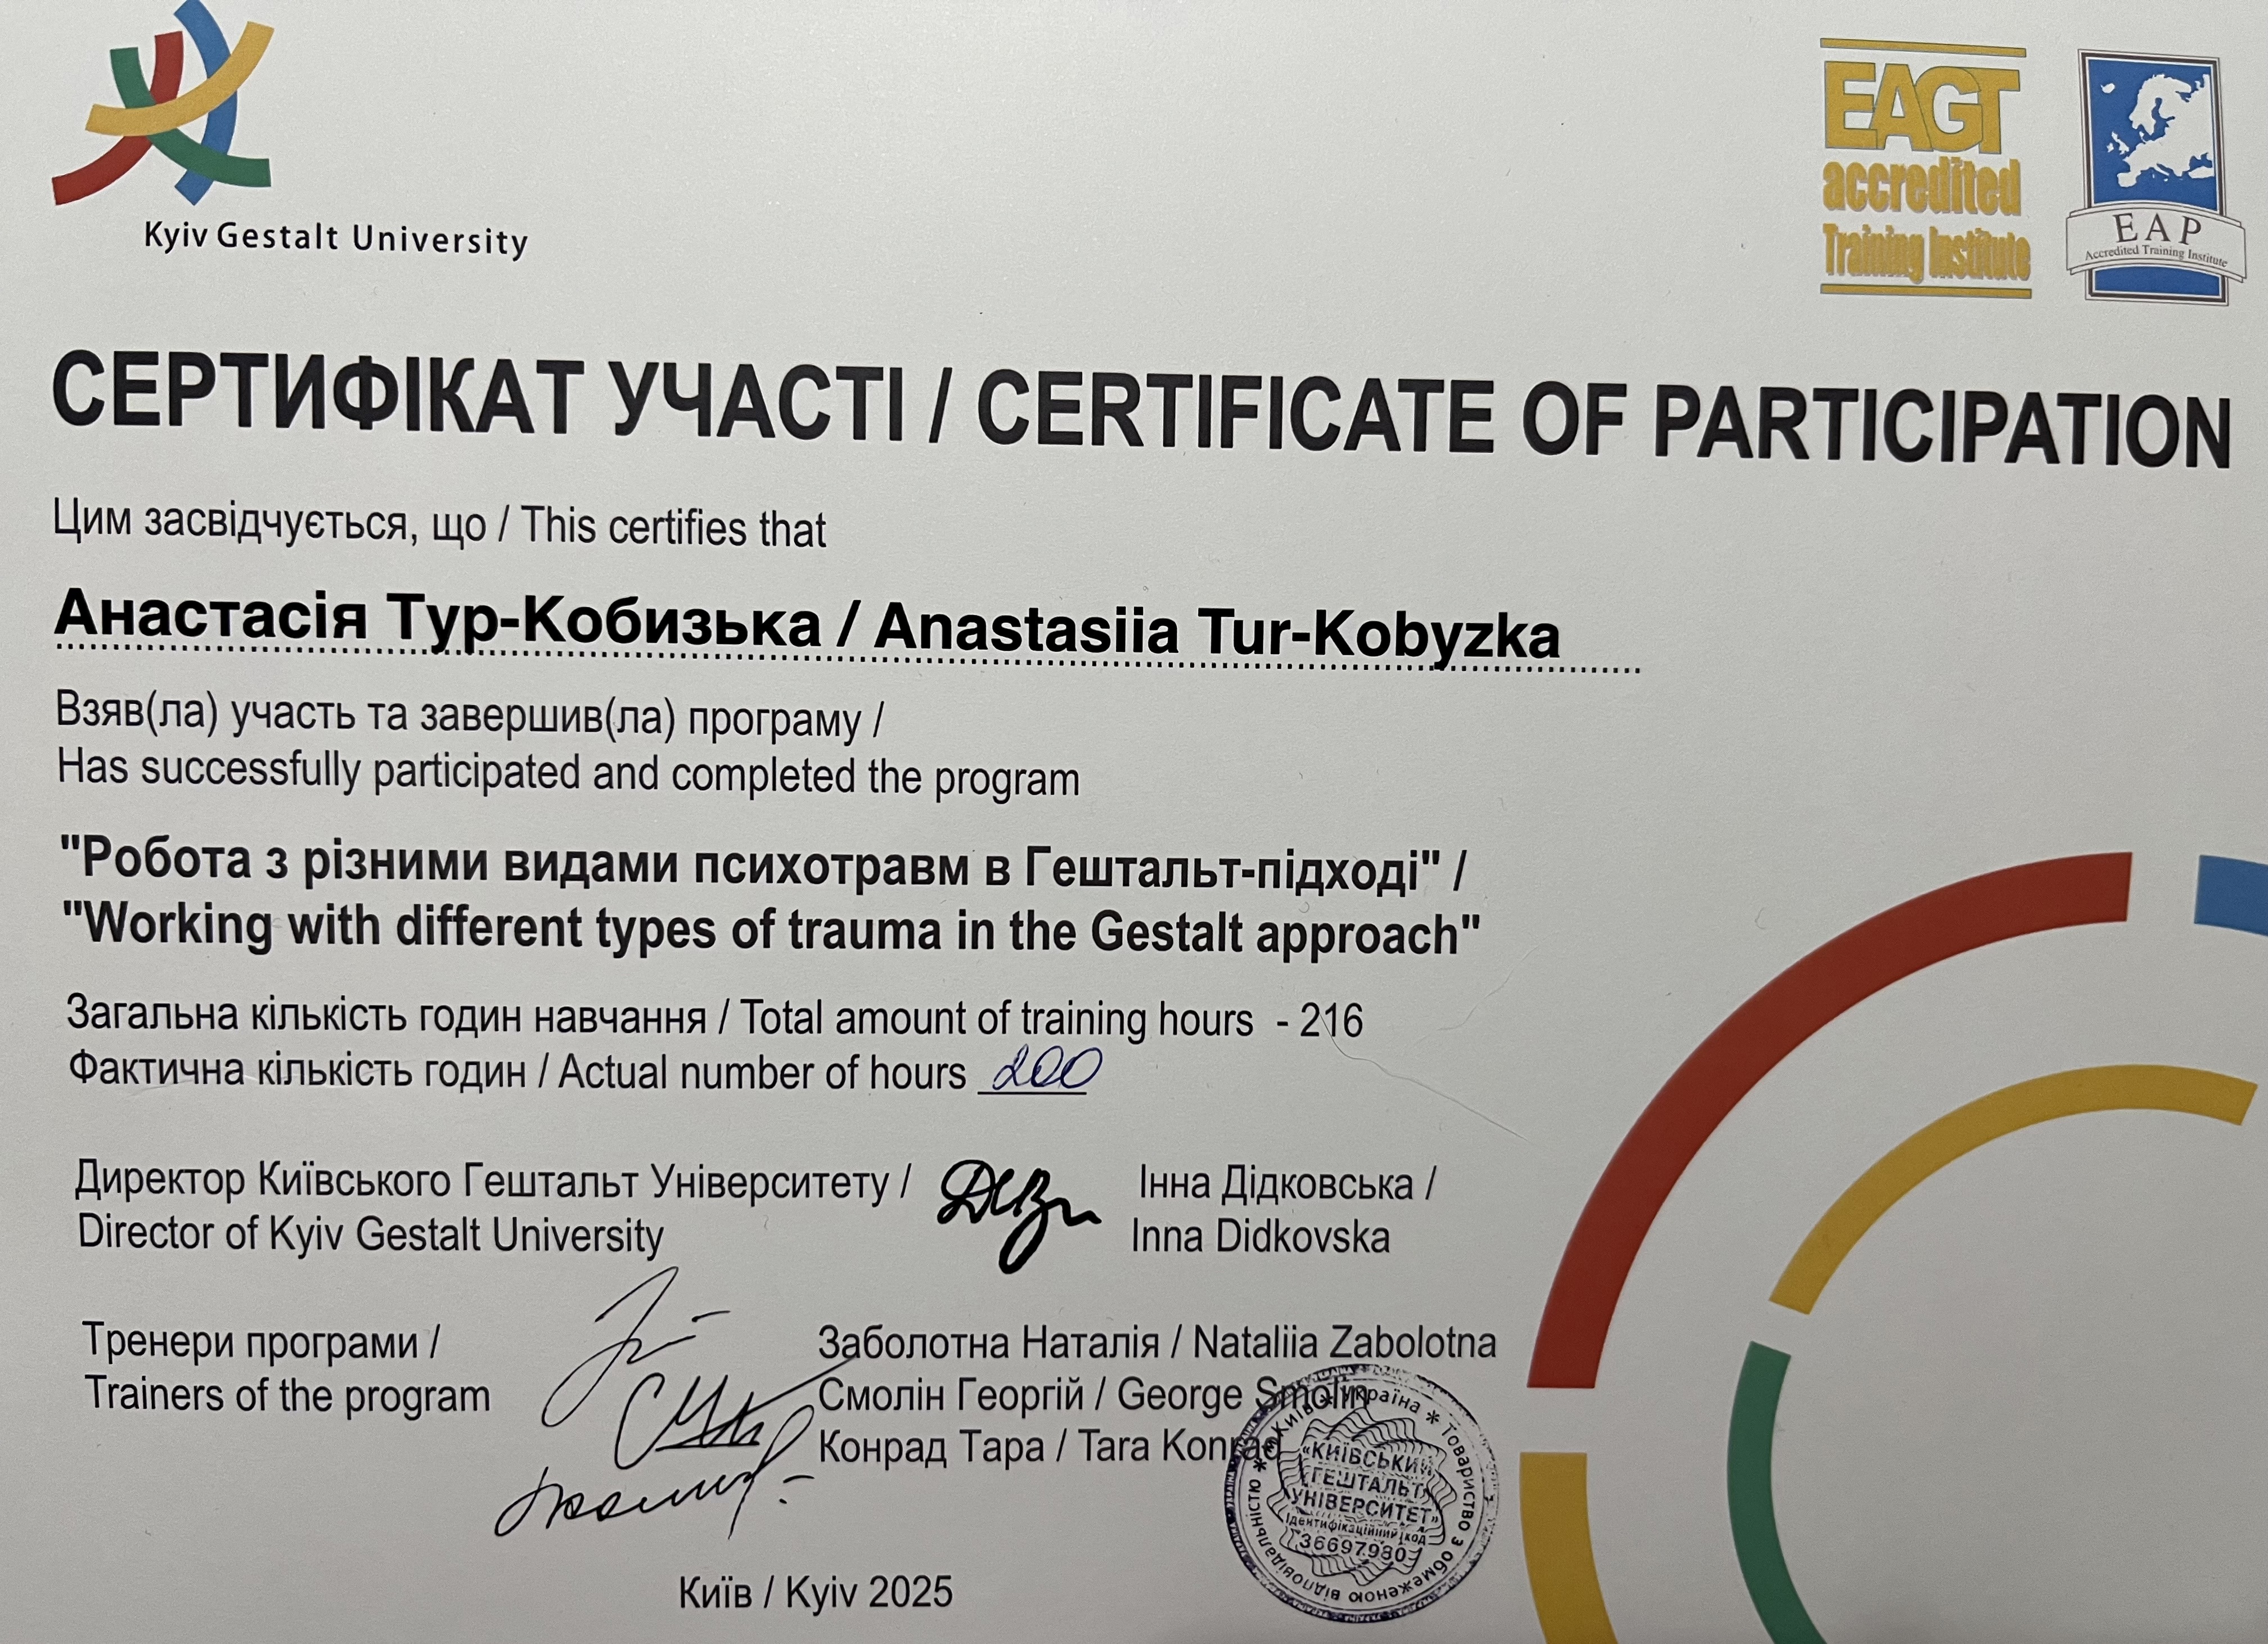 Kyiv Gestalt University
EAGT
accredited
Training Institute
EAP
Accredited Training Institute
СЕРТИФІКАТ УЧАСТІ / CERTIFICATE OF PARTICIPATION
Цим засвідчується, що / This certifies that
Анастасія Тур-Кобизька / Anastasiia Tur-Kobyzka
Взяв(ла) участь та завершив(ла) програму /
Has successfully participated and completed the program
"Робота з різними видами психотравм в Гештальт-підході" /
"Working with different types of trauma in the Gestalt approach"
Загальна кількість годин навчання / Total amount of training hours - 216
Фактична кількість годин / Actual number of hours 200
Директор Київського Гештальт Університету /
Director of Kyiv Gestalt University
Інна Дідковська /
Inna Didkovska
Тренери програми /
Trainers of the program
Заболотна Наталія / Nataliia Zabolotna
Смолін Георгій / George Smolin
Конрад Тара / Tara Konrad
* м.Київ * Україна * Товариство з обмеженою відповідальністю
«КИЇВСЬКИЙ
ГЕШТАЛЬТ
УНІВЕРСИТЕТ»
Ідентифікаційний код
36697980
Київ / Kyiv 2025